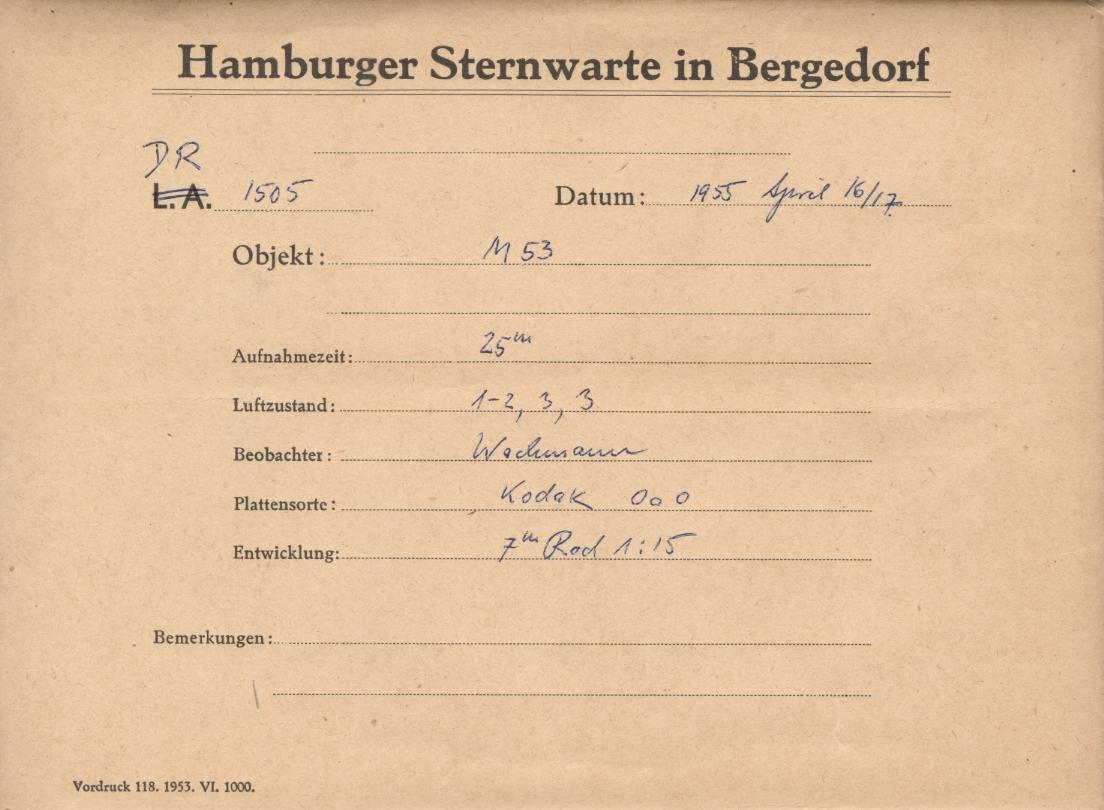 Hamburger Sternwarte in Bergedorf
DR
L.A. 1505 Datum: 1955 April 16/17
Objekt: M 53
Aufnahmezeit: 25m
Luftzustand: 1-2, 3, 3
Beobachter: Wachmann
Plattensorte: Kodak OaO
Entwicklung: 7m Rod 1:15
Bemerkungen:
Vordruck 118. 1953. VI. 1000.